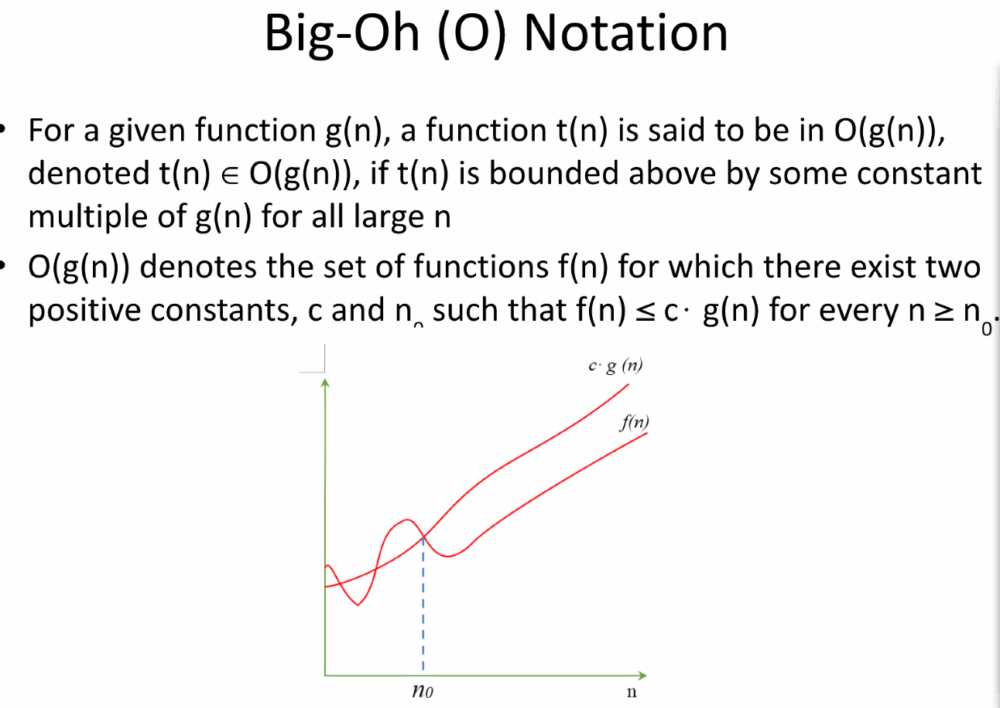 Big-Oh (O) Notation
• For a given function g(n), a function t(n) is said to be in O(g(n)),
denoted t(n) ∈ O(g(n)), if t(n) is bounded above by some constant
multiple of g(n) for all large n
• O(g(n)) denotes the set of functions f(n) for which there exist two
positive constants, c and n₀ such that f(n) ≤ c· g(n) for every n ≥ n₀.
c· g (n)
f(n)
n0
n